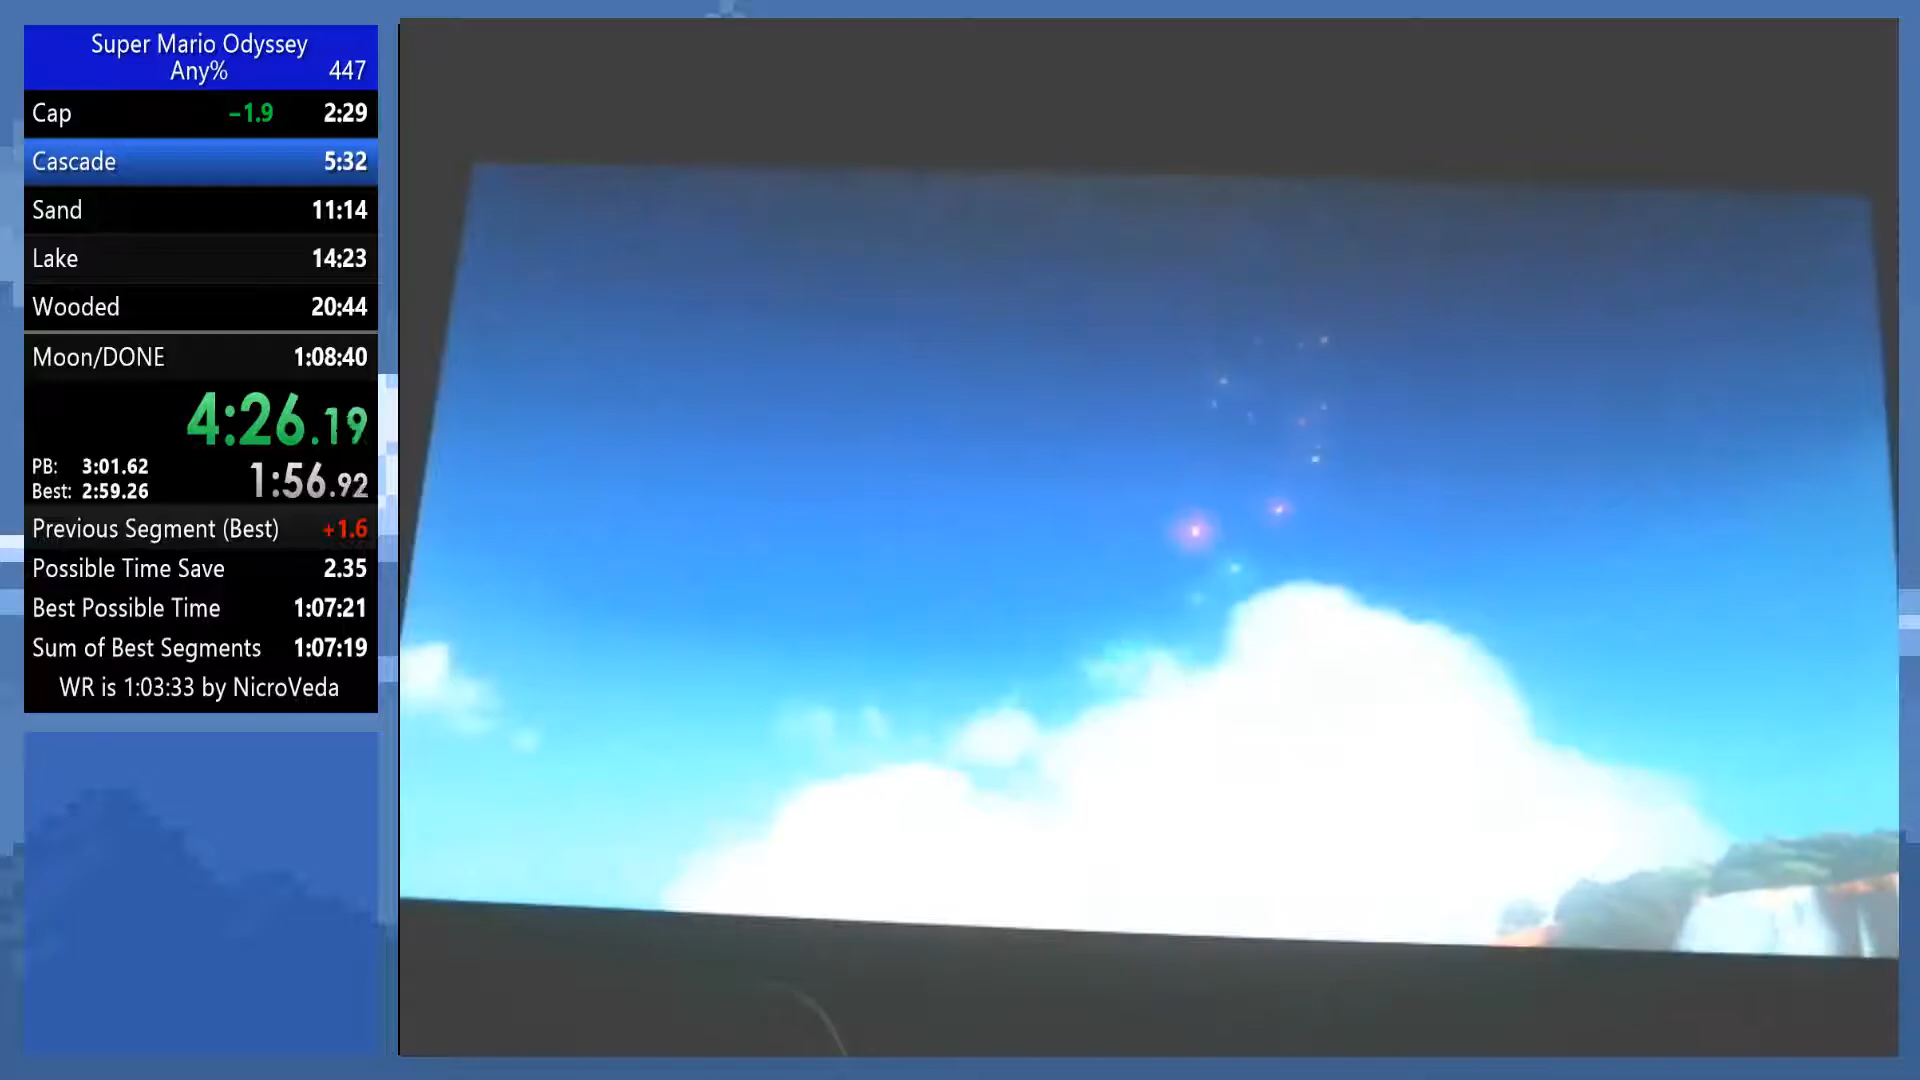 Super Mario Odyssey
Any% 447
Cap −1.9 2:29
Cascade 5:32
Sand 11:14
Lake 14:23
Wooded 20:44
Moon/DONE 1:08:40
4:26.19
PB: 3:01.62
Best: 2:59.26
1:56.92
Previous Segment (Best) +1.6
Possible Time Save 2.35
Best Possible Time 1:07:21
Sum of Best Segments 1:07:19
WR is 1:03:33 by NicroVeda